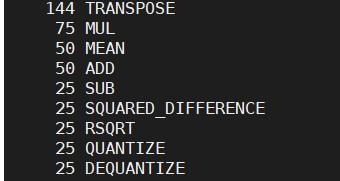 144 TRANSPOSE
75 MUL
50 MEAN
50 ADD
25 SUB
25 SQUARED_DIFFERENCE
25 RSQRT
25 QUANTIZE
25 DEQUANTIZE